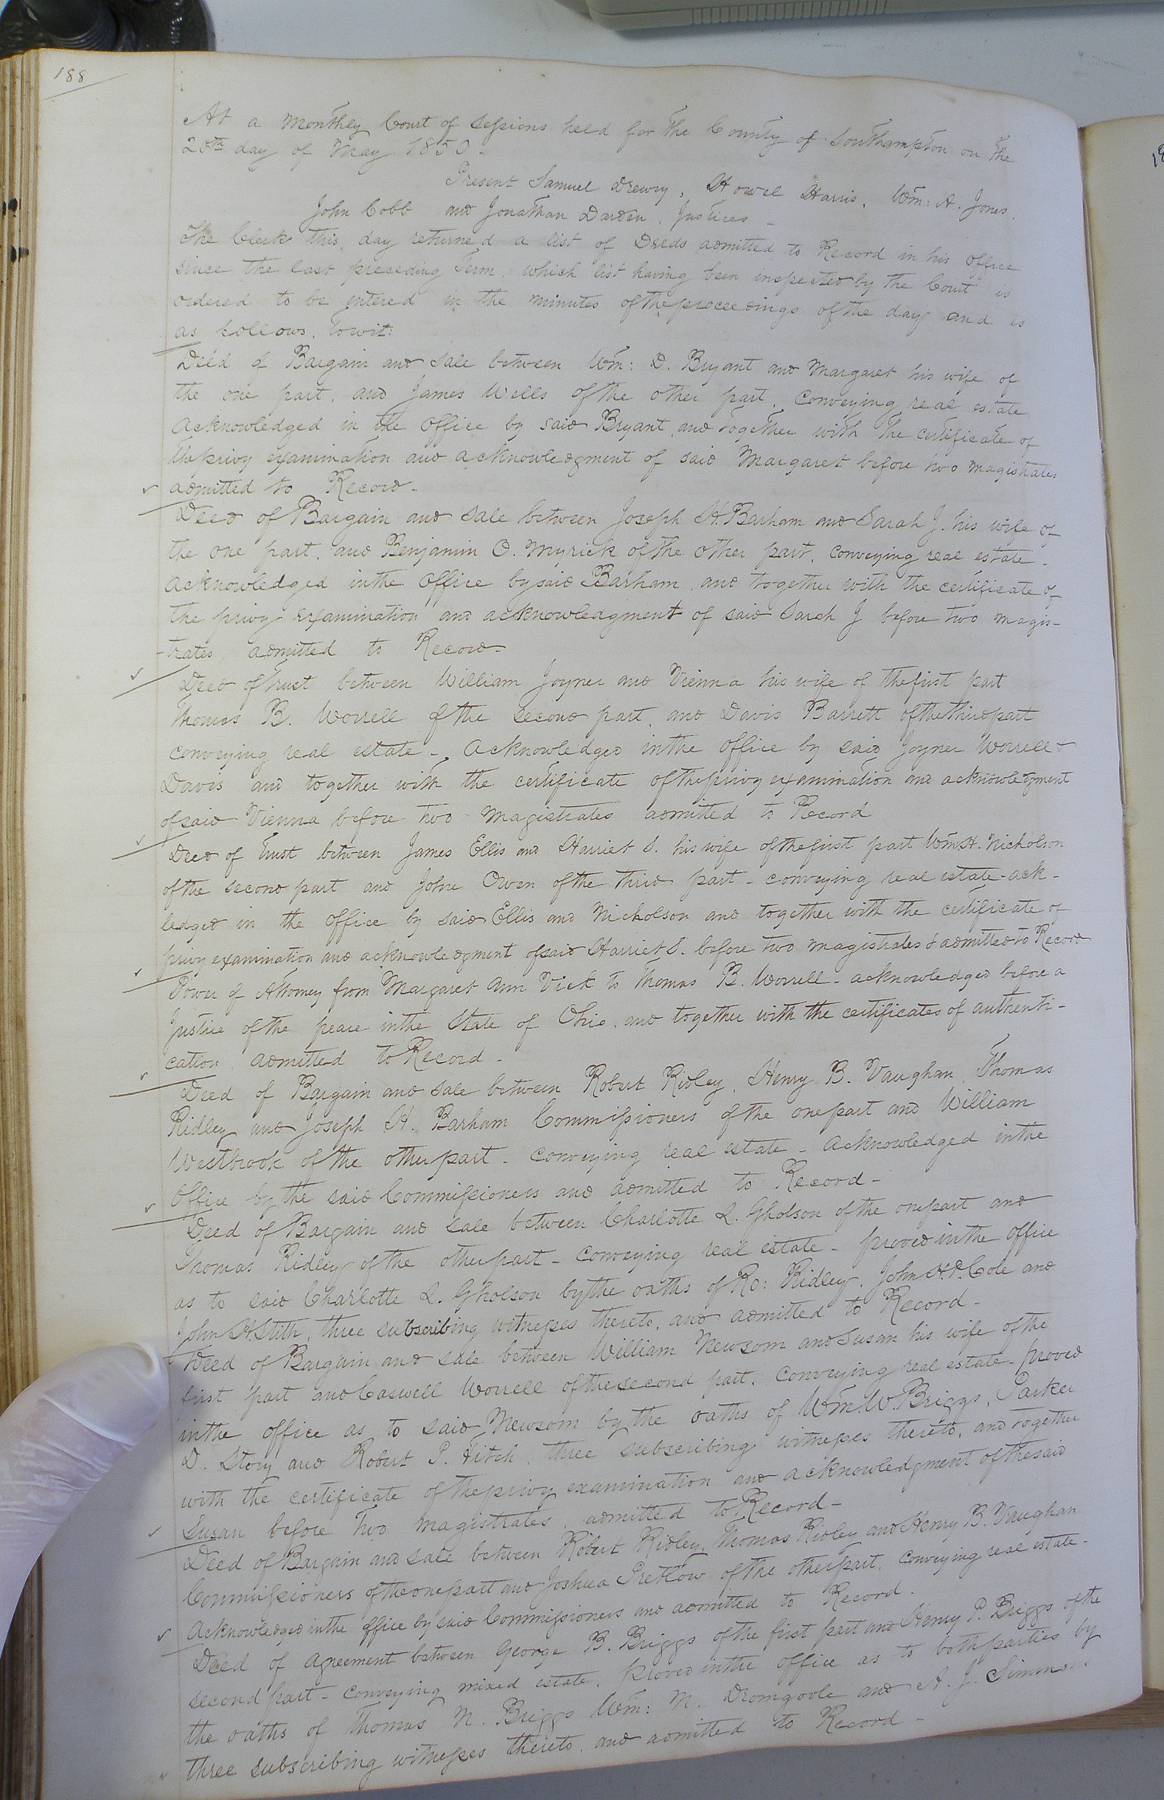 188
At a Monthly Court of Sessions held for the County of Southampton on the
20th day of May 1850 -
Present Samuel Drewry, Howel Harris, Wm: A. Jones,
John Cobb and Jonathan Darden, Justices -
The Clerk this day returned a list of Deeds admitted to Record in his office
since the last preceding Term, which list having been inspected by the Court is
ordered to be entered in the minutes of the proceedings of the day and is
as follows, Towit:
Deed of Bargain and sale between Wm: D. Bryant and Margaret his wife of
the one part, and James Wells of the other part, conveying real estate
Acknowledged in the Office by said Bryant, and together with the certificate of
the privy examination and acknowledgment of said Margaret before two magistrates
admitted to Record -
Deed of Bargain and sale between Joseph H. Barham and Sarah J. his wife of
the one part, and Benjamin O. Myrick of the other part, conveying real estate -
Acknowledged in the Office by said Barham, and together with the certificate of
the privy examination and acknowledgment of said Sarah J before two magis-
-trates admitted to Record -
Deed of Trust between William Joyner and Vienna his wife of the first part
Thomas B. Worrell of the second part, and Davis Barrett of the third part
conveying real estate - Acknowledged in the office by said Joyner Worrell &
Davis and together with the certificate of the privy examination and acknowledgment
of said Vienna before two magistrates admitted to Record
Deed of Trust between James Ellis and Harriet S. his wife of the first part Wm H. Nicholson
of the second part and John Owen of the third part - conveying real estate - ack-
ledged in the Office by said Ellis and Nicholson and together with the certificate of
privy examination and acknowledgment of said Harriet S. before two magistrates & admitted to Record
Power of Attorney from Margaret Ann Vick to Thomas B. Worrell - acknowledged before a
Justice of the peace in the State of Ohio, and together with the certificates of authenti-
cation, admitted to Record -
Deed of Bargain and sale between Robert Ridley, Henry B. Vaughan, Thomas
Ridley and Joseph H. Barham Commissioners of the one part and William
Westbrook of the other part - conveying real estate - Acknowledged in the
Office by the said Commissioners and admitted to Record -
Deed of Bargain and sale between Charlotte L. Gholson of the one part and
Thomas Ridley of the other part - conveying real estate - proved in the office
as to said Charlotte L. Gholson by the oaths of Ro: Ridley, John H. Cole and
John H Stith, three subscribing witnesses thereto, and admitted to Record -
Deed of Bargain and sale between William Newsom and Susan his wife of the
first part and Caswell Worrell of the second part, conveying real estate - proved
in the office as to said Newsom by the oaths of Wm. W. Briggs, Parker
D. Story and Robert P. Fitch, three subscribing witnesses thereto, and together
with the certificate of the privy examination and acknowledgment of the said
Susan before two magistrates, admitted to Record -
Deed of Bargain and sale between Robert Ridley, Thomas Ridley and Henry B. Vaughan
Commissioners of the one part and Joshua Pretlow of the other part, conveying real estate -
Acknowledged in the office by said Commissioners and admitted to Record.
Deed of agreement between George B. Briggs of the first part and Henry P. Briggs of the
second part - conveying mixed estate, proved in the office as to both parties by
the oaths of Thomas N. Briggs Wm: N. Dromgoole and A. J. Simmons
three subscribing witnesses thereto, and admitted to Record -